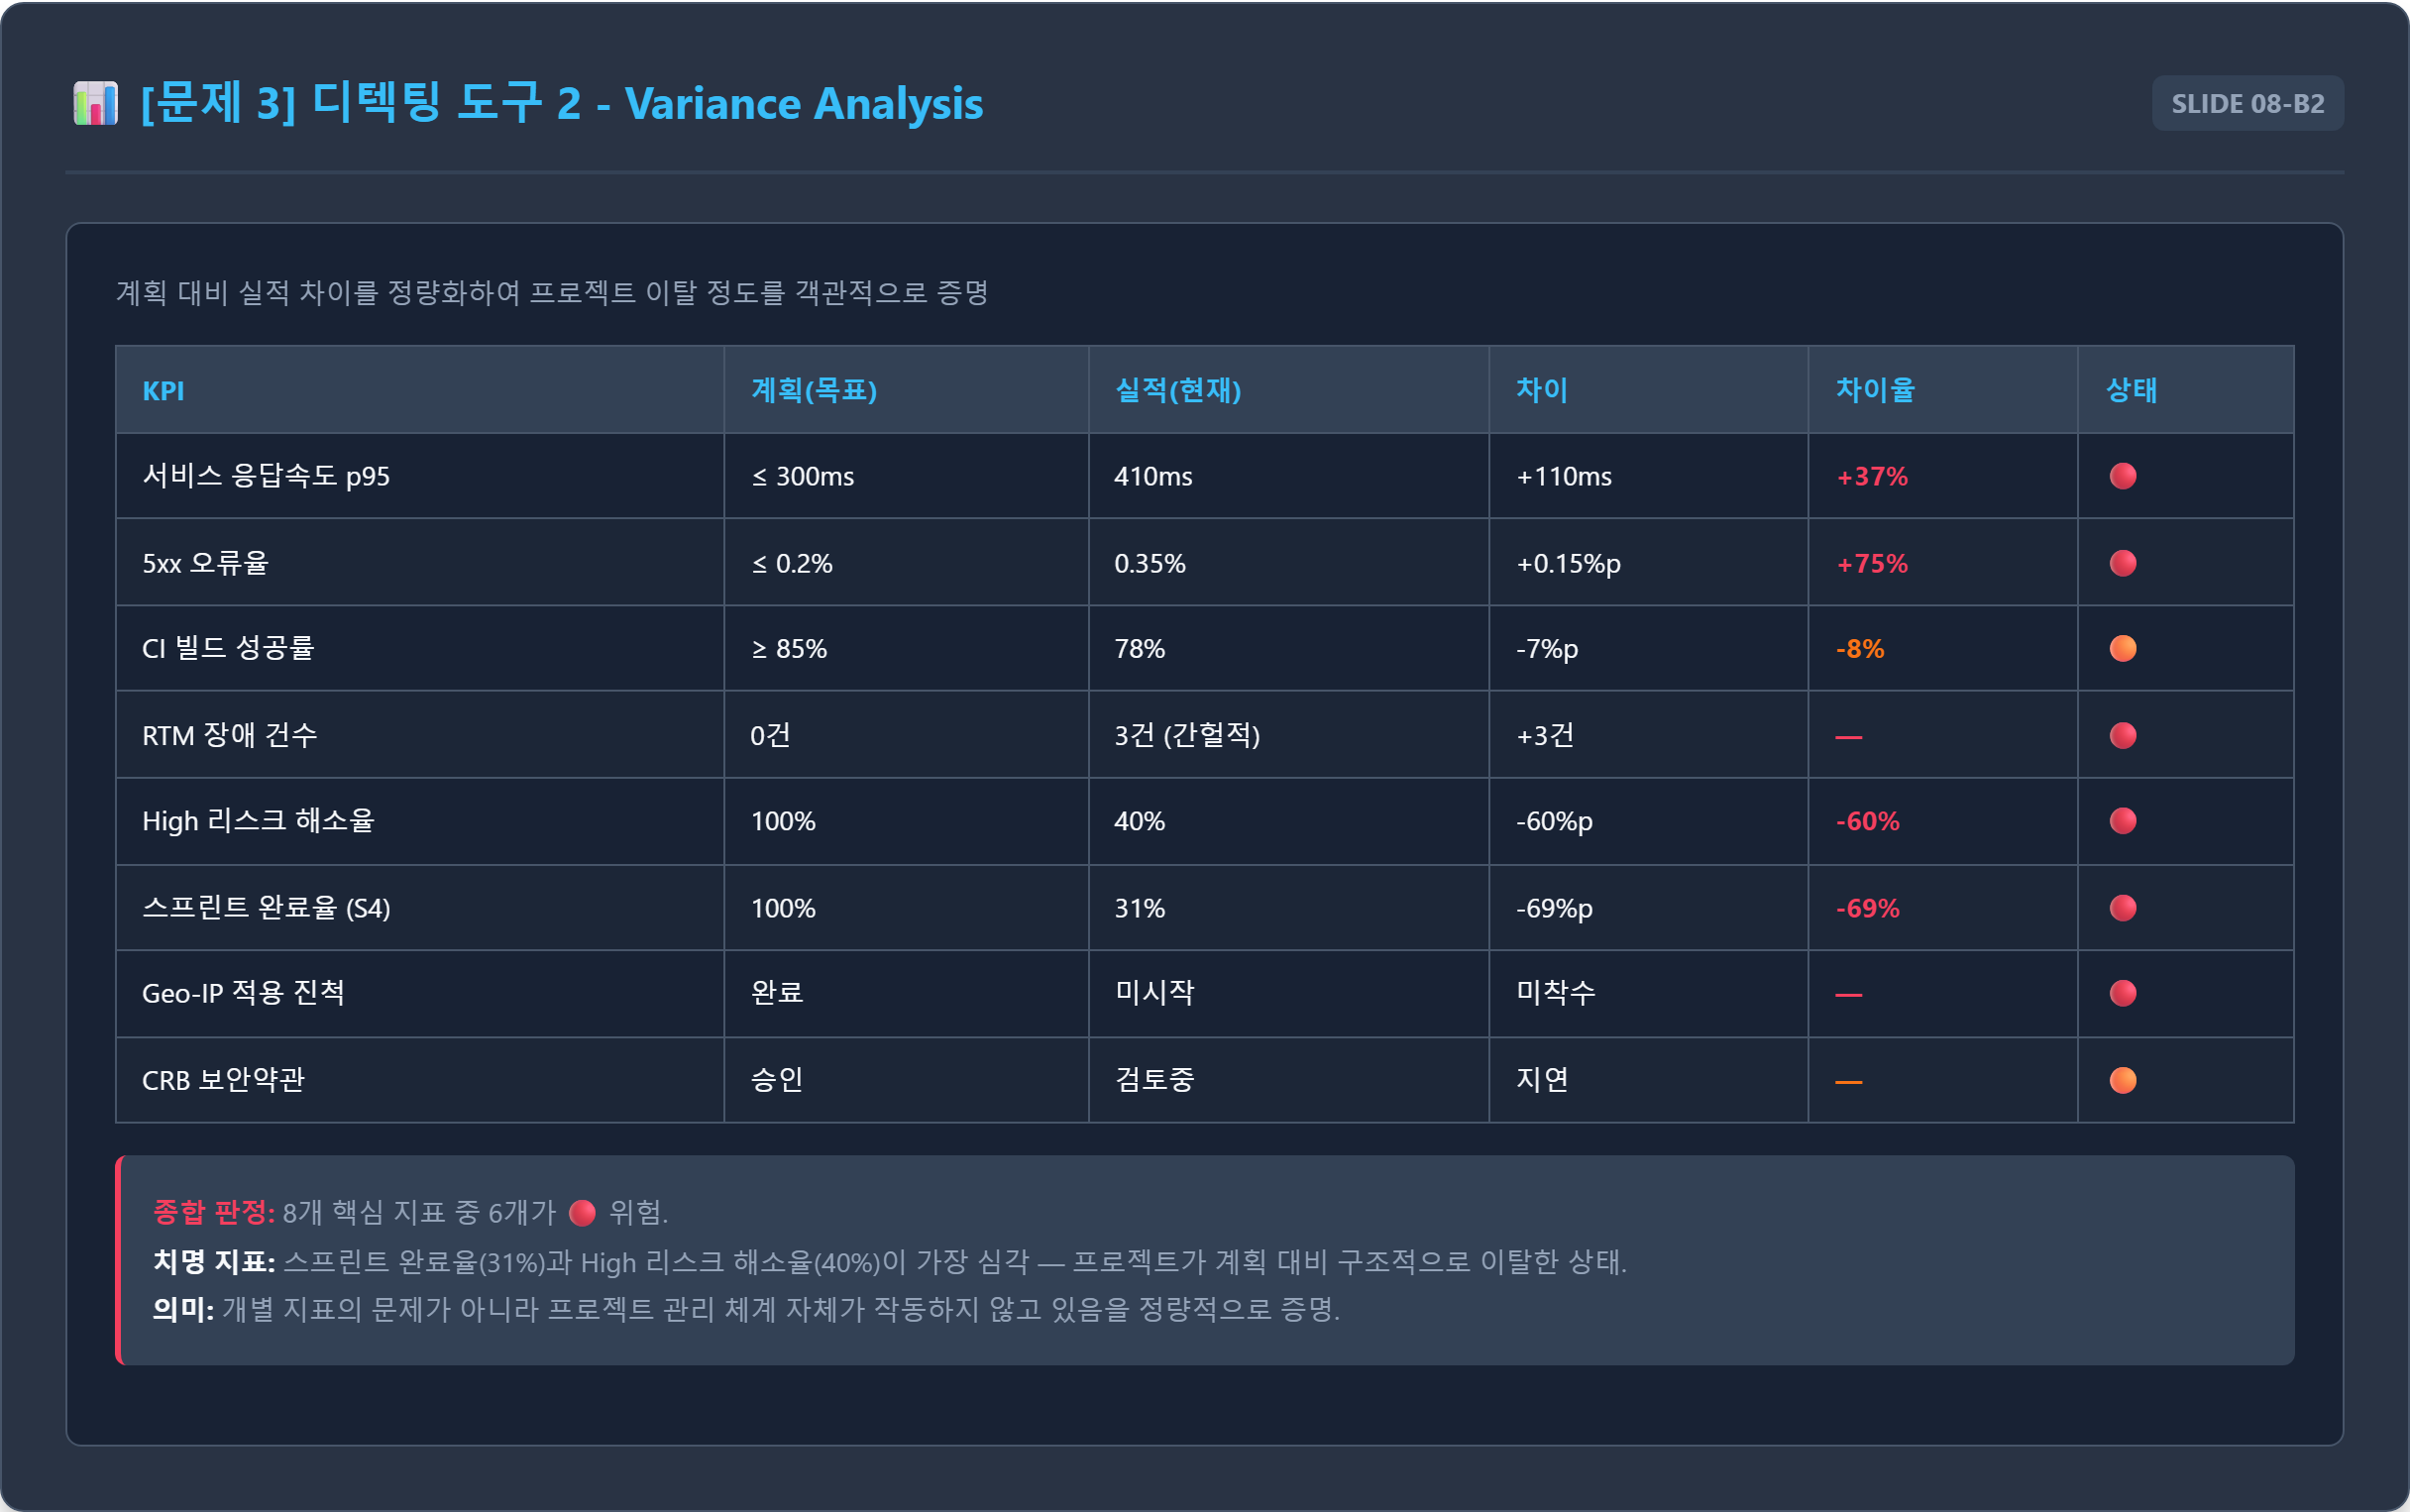 [문제 3] 디텍팅 도구 2 - Variance Analysis
SLIDE 08-B2
계획 대비 실적 차이를 정량화하여 프로젝트 이탈 정도를 객관적으로 증명
KPI 계획(목표) 실적(현재) 차이 차이율 상태
서비스 응답속도 p95 ≤ 300ms 410ms +110ms +37% 🔴
5xx 오류율 ≤ 0.2% 0.35% +0.15%p +75% 🔴
CI 빌드 성공률 ≥ 85% 78% -7%p -8% 🟠
RTM 장애 건수 0건 3건 (간헐적) +3건 — 🔴
High 리스크 해소율 100% 40% -60%p -60% 🔴
스프린트 완료율 (S4) 100% 31% -69%p -69% 🔴
Geo-IP 적용 진척 완료 미시작 미착수 — 🔴
CRB 보안약관 승인 검토중 지연 — 🟠
종합 판정: 8개 핵심 지표 중 6개가 🔴 위험.
치명 지표: 스프린트 완료율(31%)과 High 리스크 해소율(40%)이 가장 심각 — 프로젝트가 계획 대비 구조적으로 이탈한 상태.
의미: 개별 지표의 문제가 아니라 프로젝트 관리 체계 자체가 작동하지 않고 있음을 정량적으로 증명.